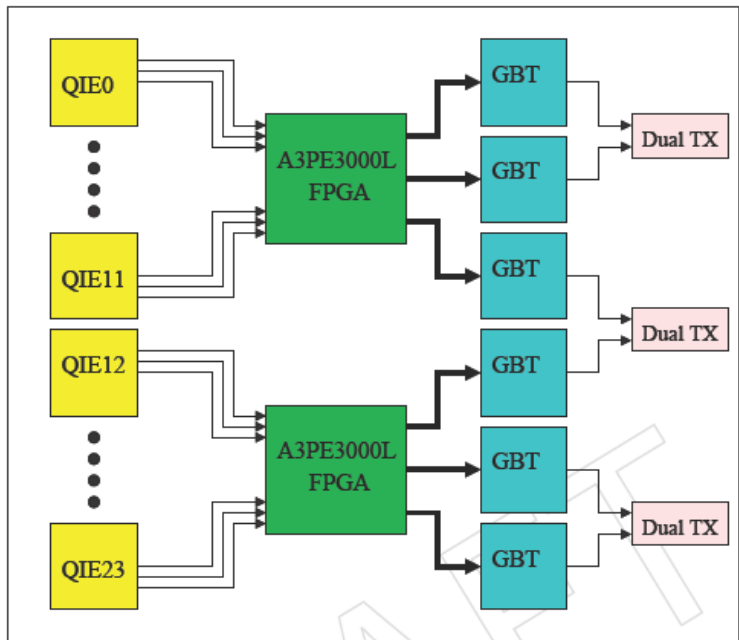 QIE0
QIE11
QIE12
QIE23
A3PE3000L
FPGA
A3PE3000L
FPGA
GBT
GBT
GBT
GBT
GBT
GBT
Dual TX
Dual TX
Dual TX